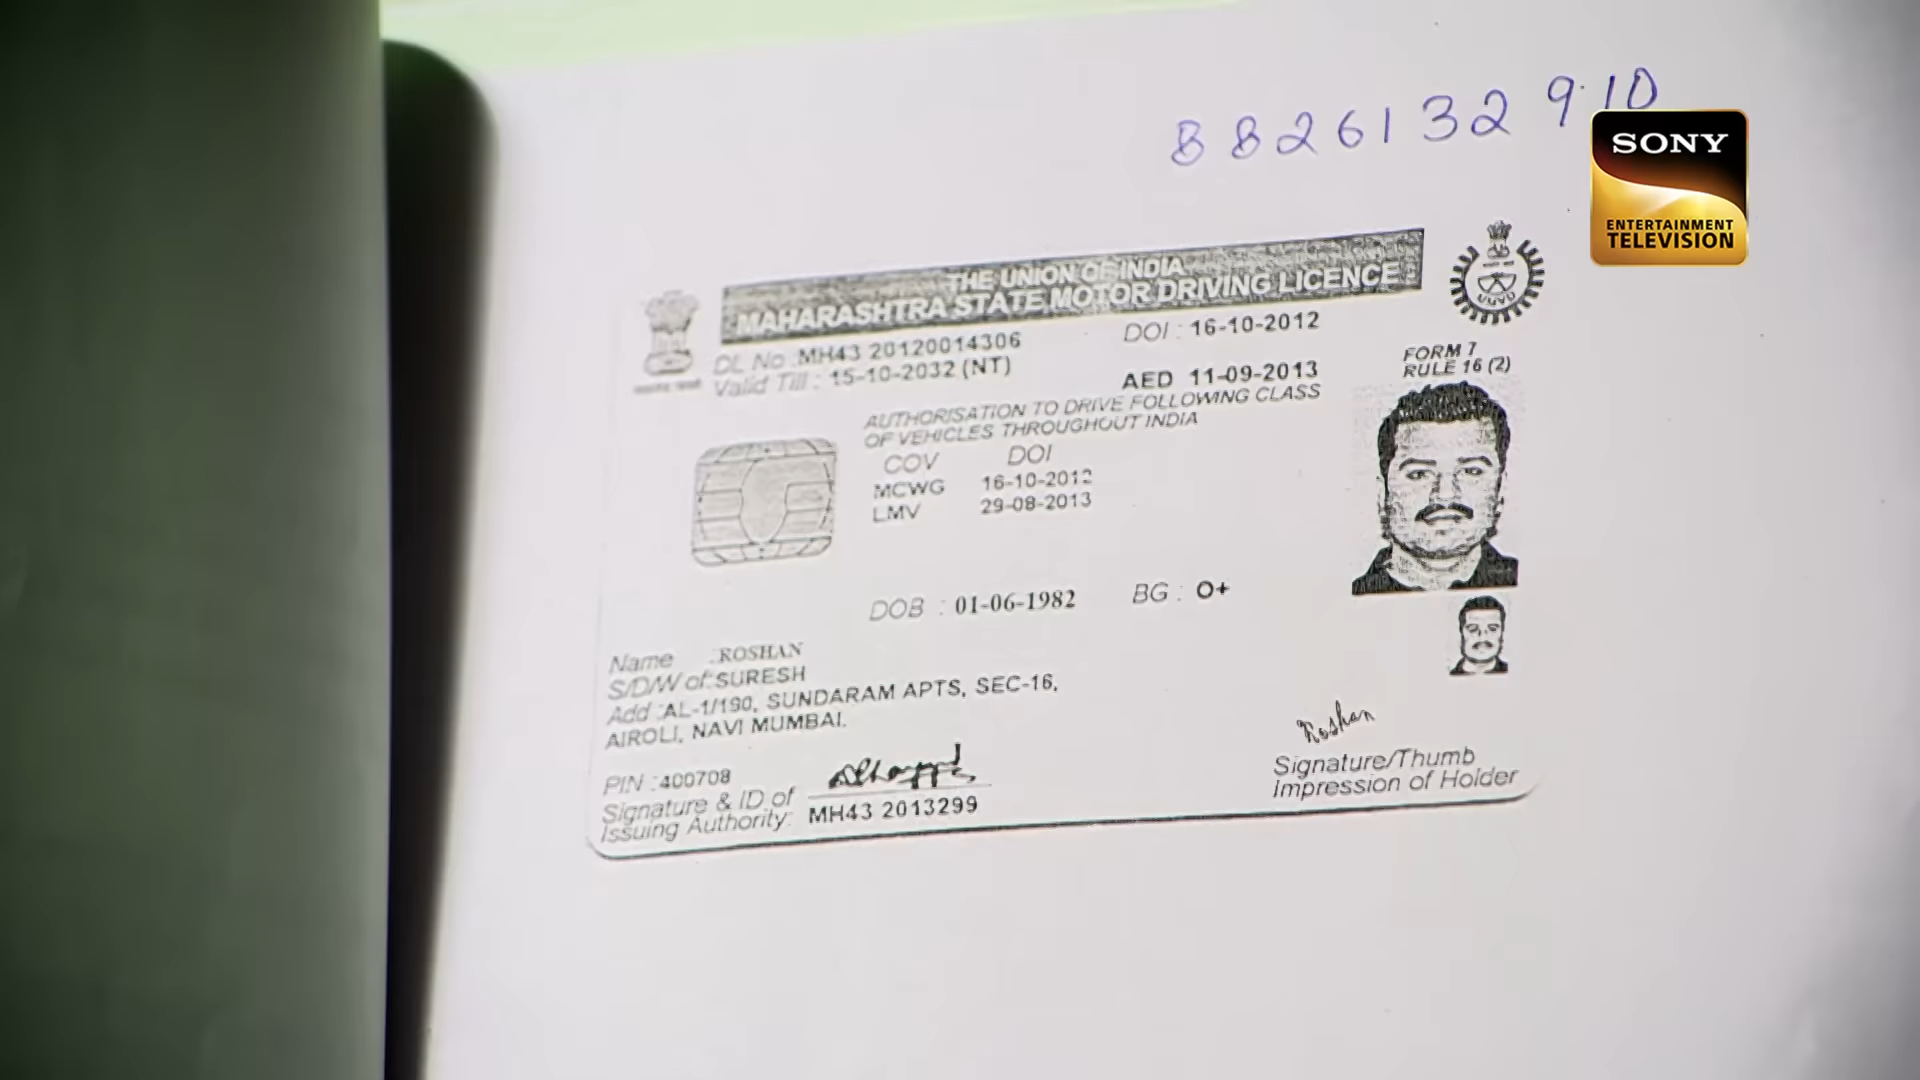 8826132910
SONY
ENTERTAINMENT
TELEVISION
THE UNION OF INDIA
MAHARASHTRA STATE MOTOR DRIVING LICENCE
DL No : MH43 20120014306 DOI : 16-10-2012
Valid Till : 15-10-2032 (NT) AED 11-09-2013
FORM 7
RULE 16 (2)
AUTHORISATION TO DRIVE FOLLOWING CLASS
OF VEHICLES THROUGHOUT INDIA
COV DOI
MCWG 16-10-2012
LMV 29-08-2013
DOB : 01-06-1982 BG : O+
Name : ROSHAN
S/D/W of : SURESH
Add : AL-1/190, SUNDARAM APTS, SEC-16,
AIROLI, NAVI MUMBAI.
PIN : 400708
Signature & ID of
Issuing Authority: MH43 2013299
Roshan
Signature/Thumb
Impression of Holder